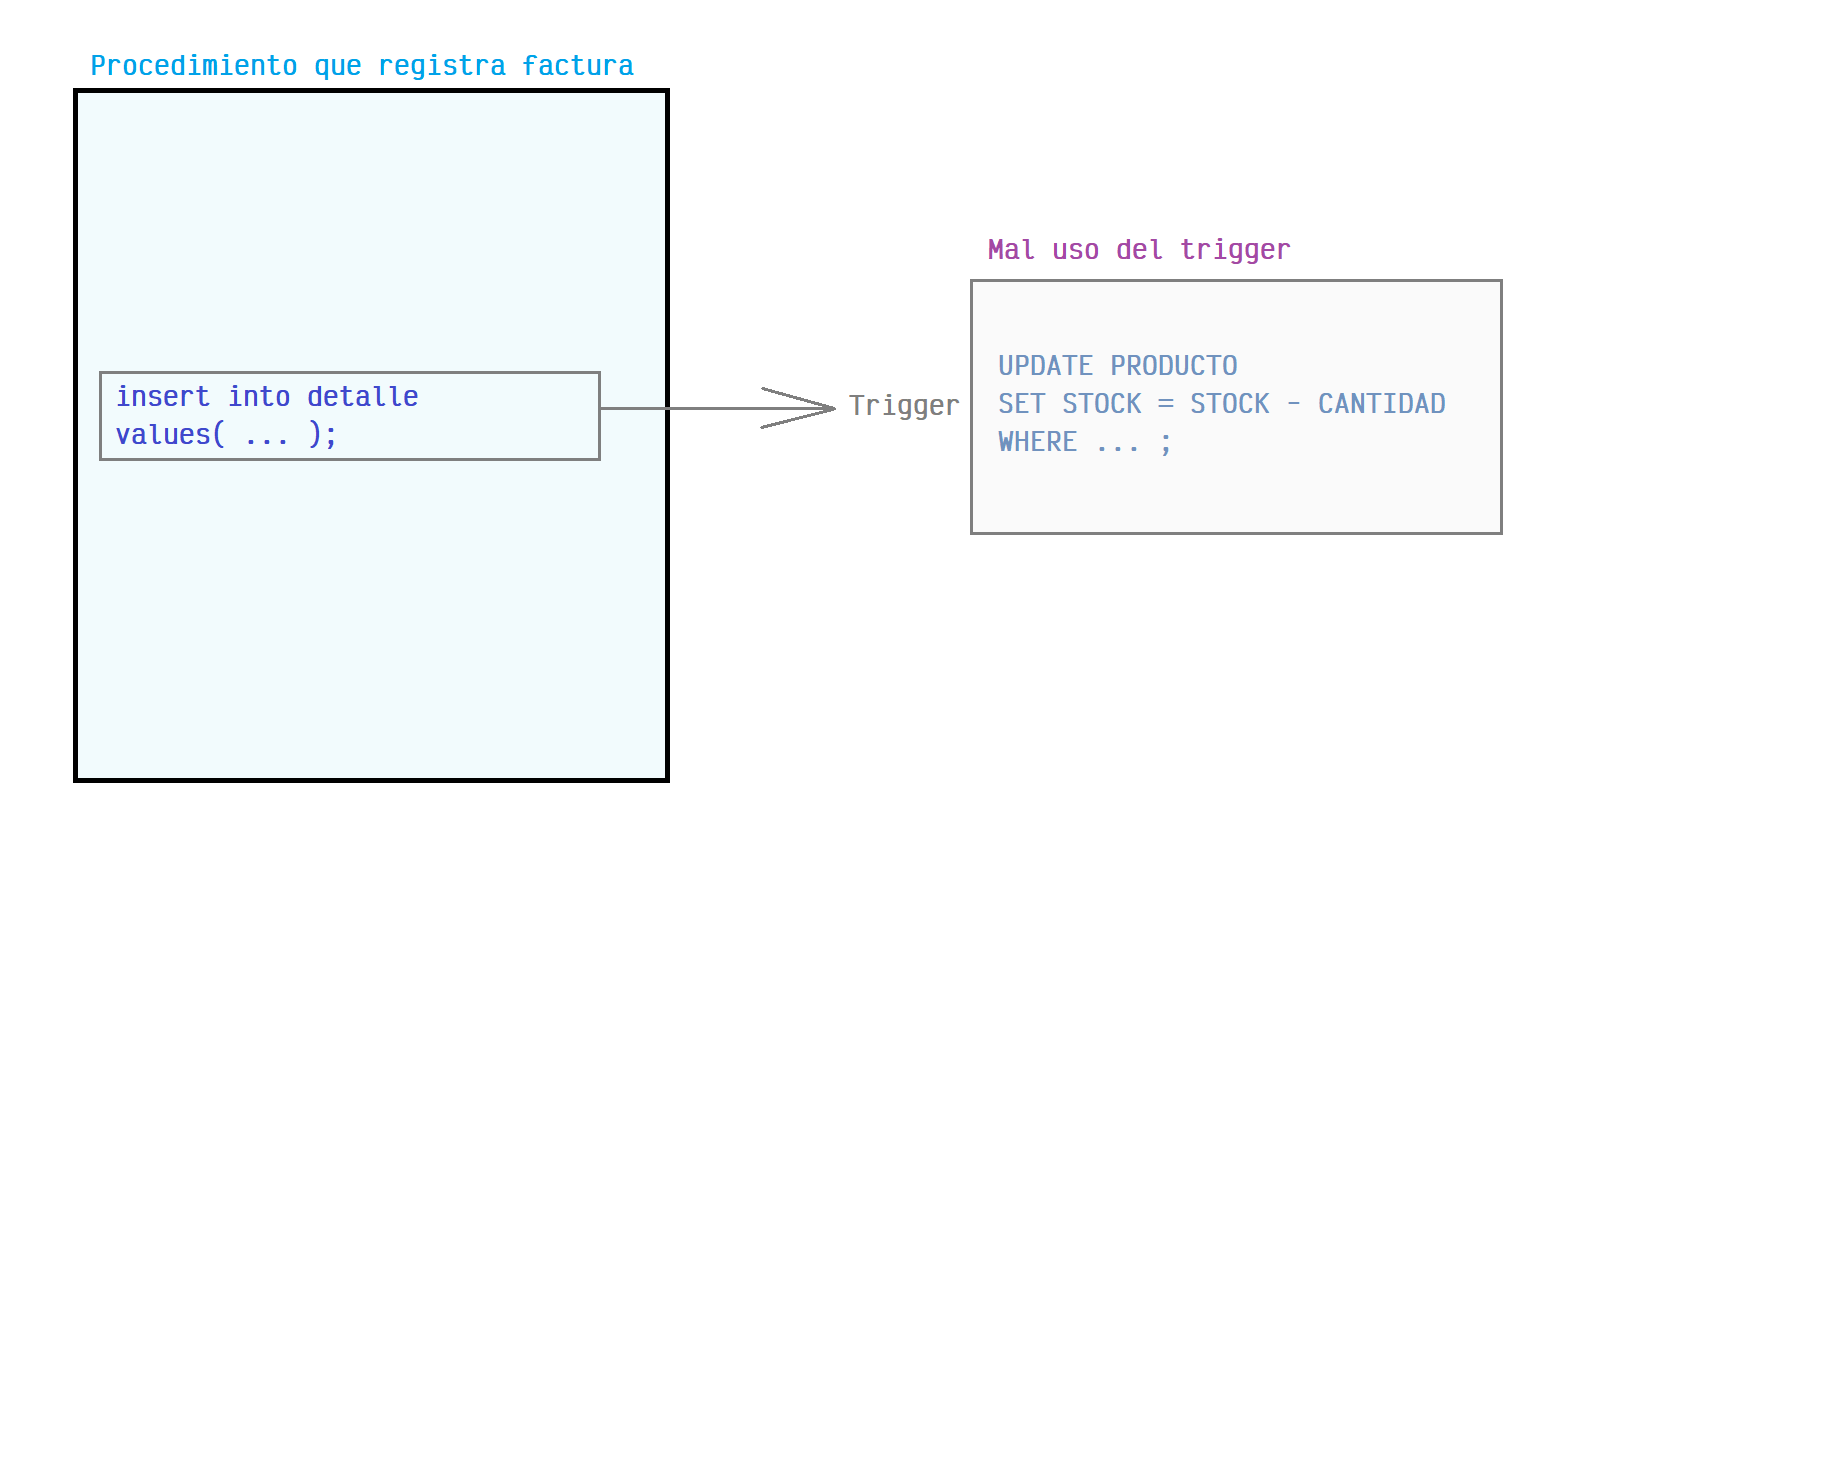 Procedimiento que registra factura
insert into detalle
values( ... );
Trigger
Mal uso del trigger
UPDATE PRODUCTO
SET STOCK = STOCK - CANTIDAD
WHERE ... ;